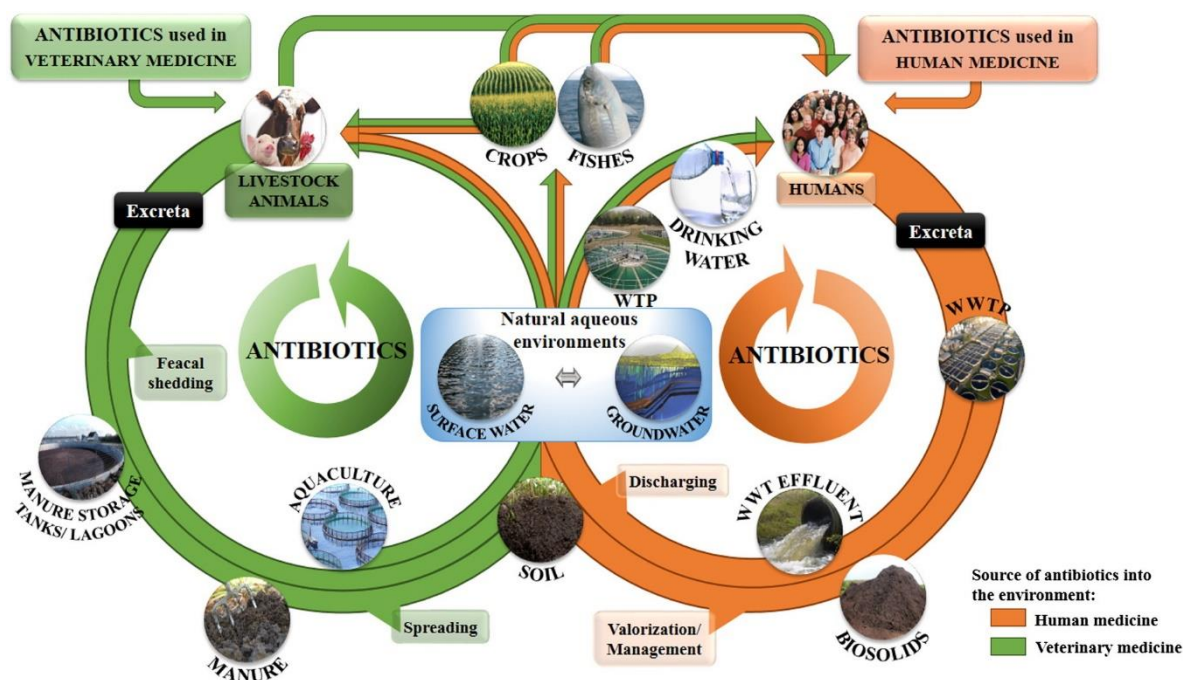 ANTIBIOTICS used in
VETERINARY MEDICINE
ANTIBIOTICS used in
HUMAN MEDICINE
CROPS
FISHES
LIVESTOCK
ANIMALS
HUMANS
Excreta
Excreta
DRINKING
WATER
WTP
WWTP
Natural aqueous
environments
ANTIBIOTICS
ANTIBIOTICS
Feacal
shedding
SURFACE WATER
GROUNDWATER
MANURE STORAGE
TANKS/ LAGOONS
AQUACULTURE
Discharging
WWT EFFLUENT
SOIL
Spreading
MANURE
Valorization/
Management
BIOSOLIDS
Source of antibiotics into
the environment:
Human medicine
Veterinary medicine